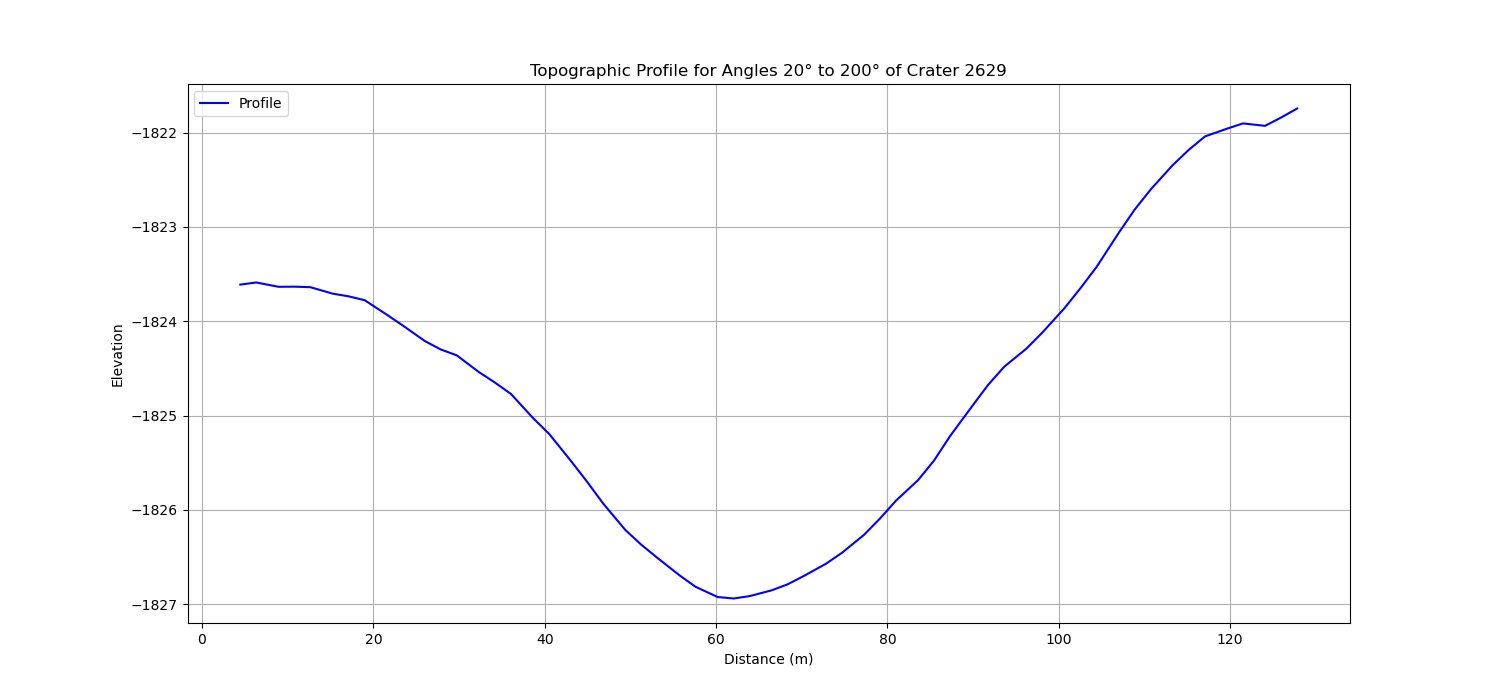 Topographic Profile for Angles 20° to 200° of Crater 2629
Profile
−1822
−1823
−1824
−1825
−1826
−1827
Elevation
0 20 40 60 80 100 120
Distance (m)